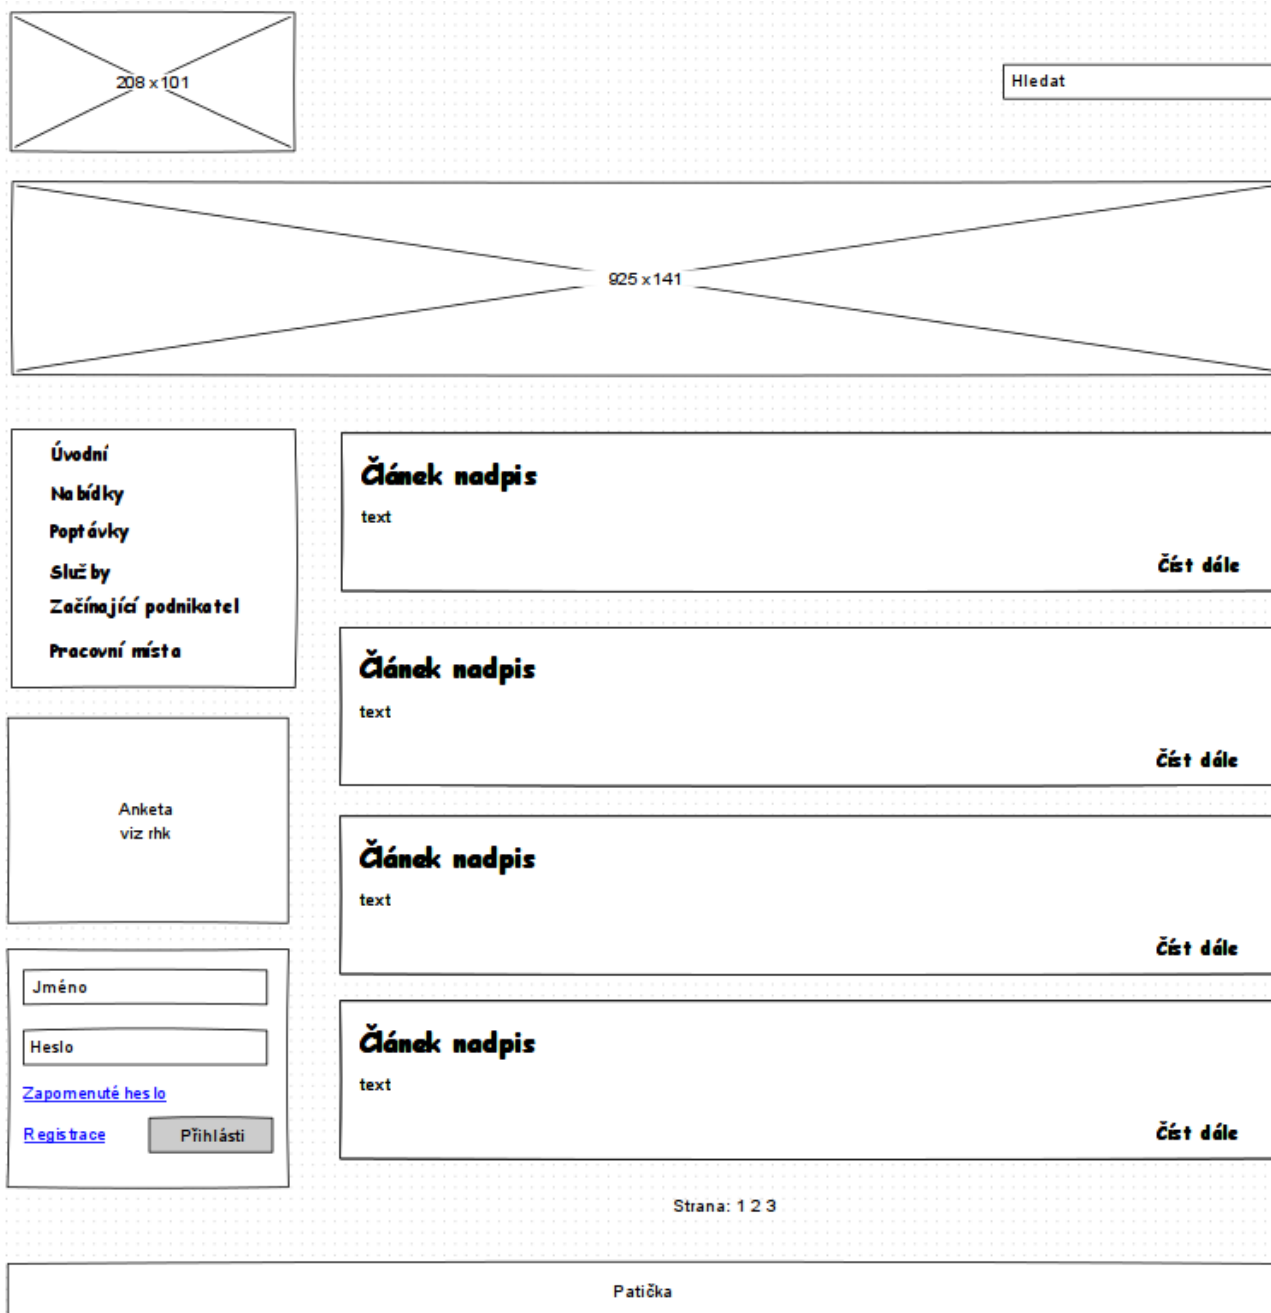 208 x 101
Hledat
925 x 141
Úvodní
Nabídky
Poptávky
Služby
Začínající podnikatel
Pracovní místa
Anketa
viz rhk
Jméno
Heslo
Zapomenuté heslo
Registrace
Přihlásti
Článek nadpis
text
Číst dále
Článek nadpis
text
Číst dále
Článek nadpis
text
Číst dále
Článek nadpis
text
Číst dále
Strana: 1 2 3
Patička